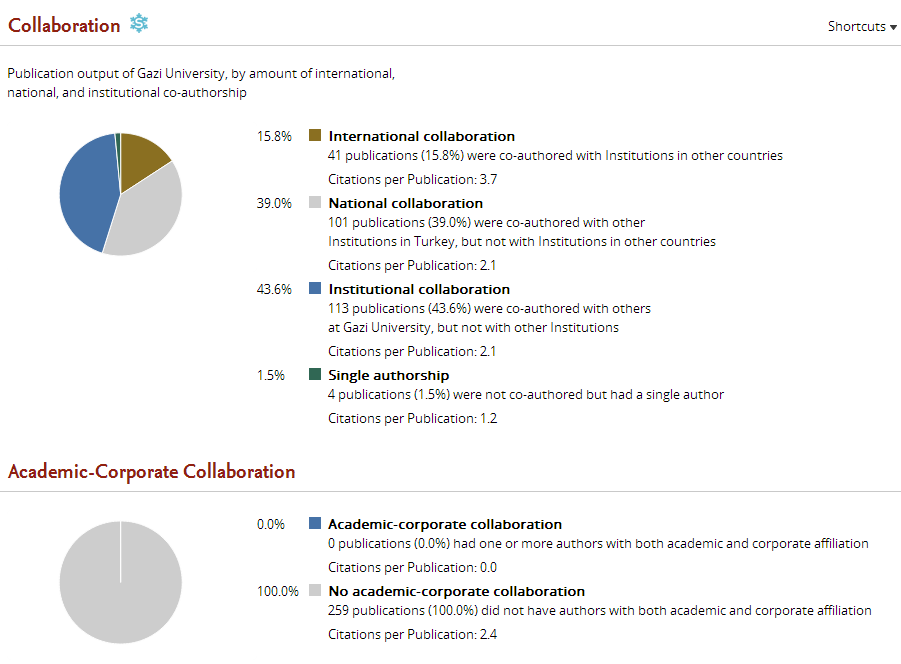 Collaboration
Shortcuts
Publication output of Gazi University, by amount of international,
national, and institutional co-authorship
15.8% International collaboration
41 publications (15.8%) were co-authored with Institutions in other countries
Citations per Publication: 3.7
39.0% National collaboration
101 publications (39.0%) were co-authored with other
Institutions in Turkey, but not with Institutions in other countries
Citations per Publication: 2.1
43.6% Institutional collaboration
113 publications (43.6%) were co-authored with others
at Gazi University, but not with other Institutions
Citations per Publication: 2.1
1.5% Single authorship
4 publications (1.5%) were not co-authored but had a single author
Citations per Publication: 1.2
Academic-Corporate Collaboration
0.0% Academic-corporate collaboration
0 publications (0.0%) had one or more authors with both academic and corporate affiliation
Citations per Publication: 0.0
100.0% No academic-corporate collaboration
259 publications (100.0%) did not have authors with both academic and corporate affiliation
Citations per Publication: 2.4